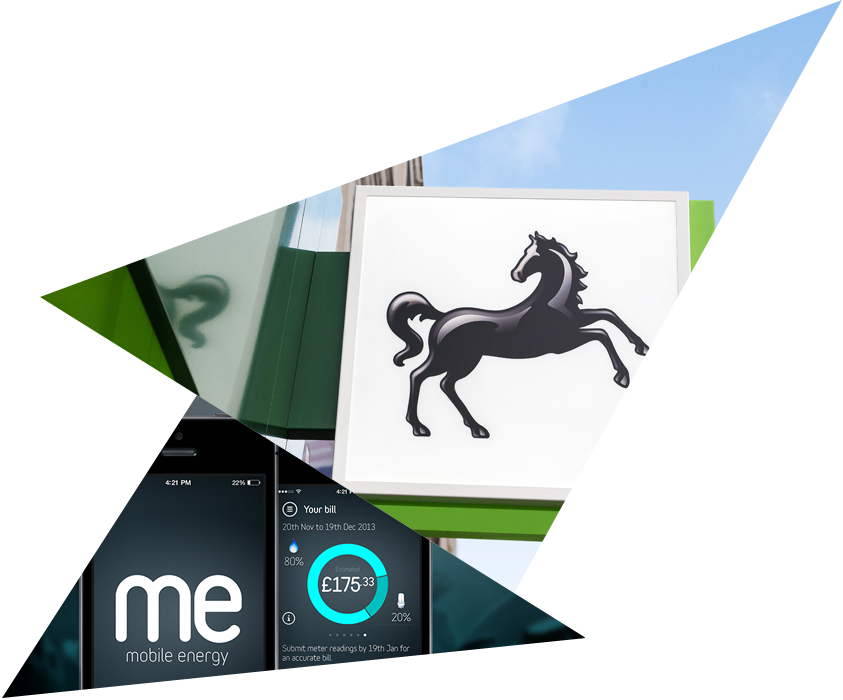 4:21 PM
22%
me
mobile energy
4:21
Your bill
20th Nov to 19th Dec 2013
80%
Estimated
£175.33
20%
Submit meter readings by 19th Jan for
an accurate bill